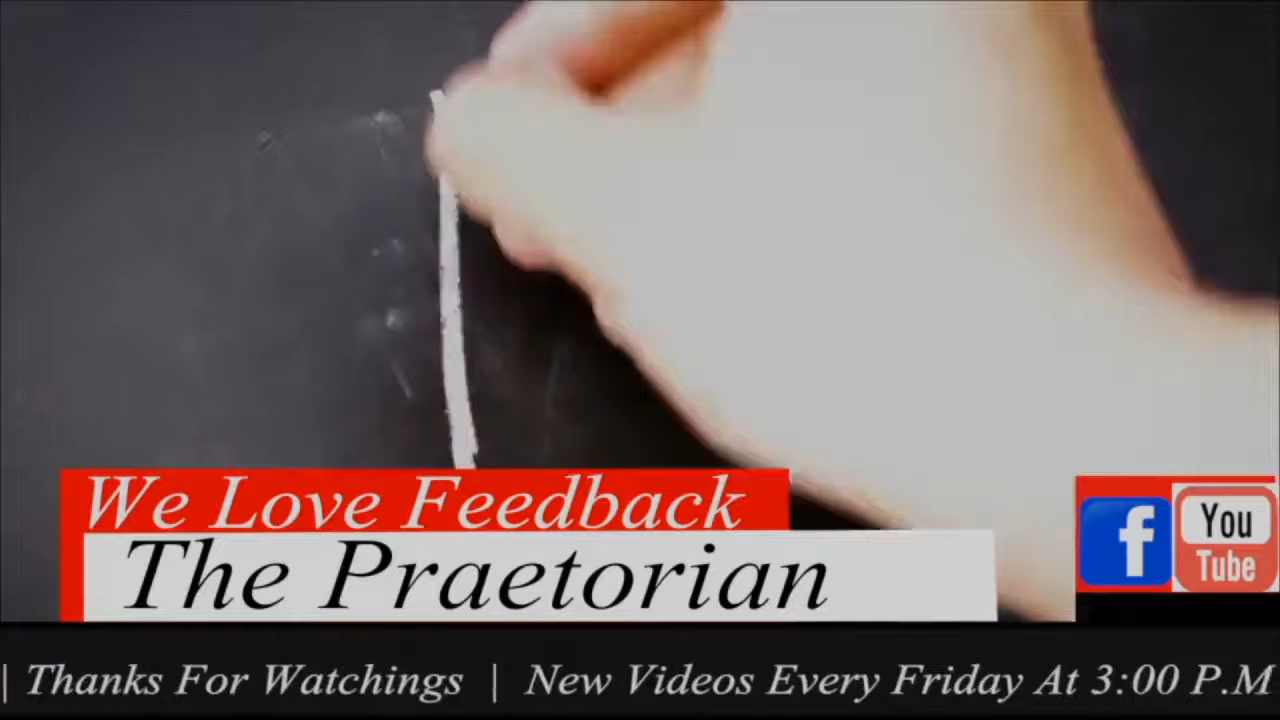 We Love Feedback
The Praetorian
f
You
Tube
| Thanks For Watchings | New Videos Every Friday At 3:00 P.M